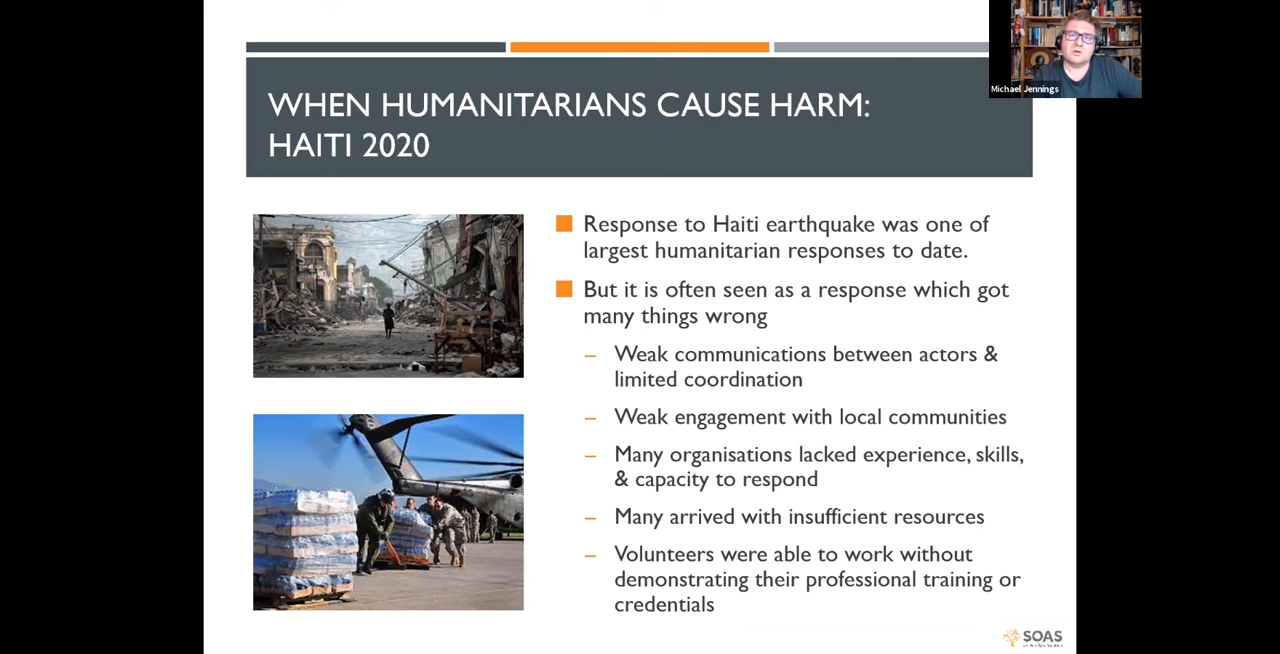 Michael Jennings
WHEN HUMANITARIANS CAUSE HARM:
HAITI 2020
Response to Haiti earthquake was one of
largest humanitarian responses to date.
But it is often seen as a response which got
many things wrong
– Weak communications between actors &
limited coordination
– Weak engagement with local communities
– Many organisations lacked experience, skills,
& capacity to respond
– Many arrived with insufficient resources
– Volunteers were able to work without
demonstrating their professional training or
credentials
SOAS